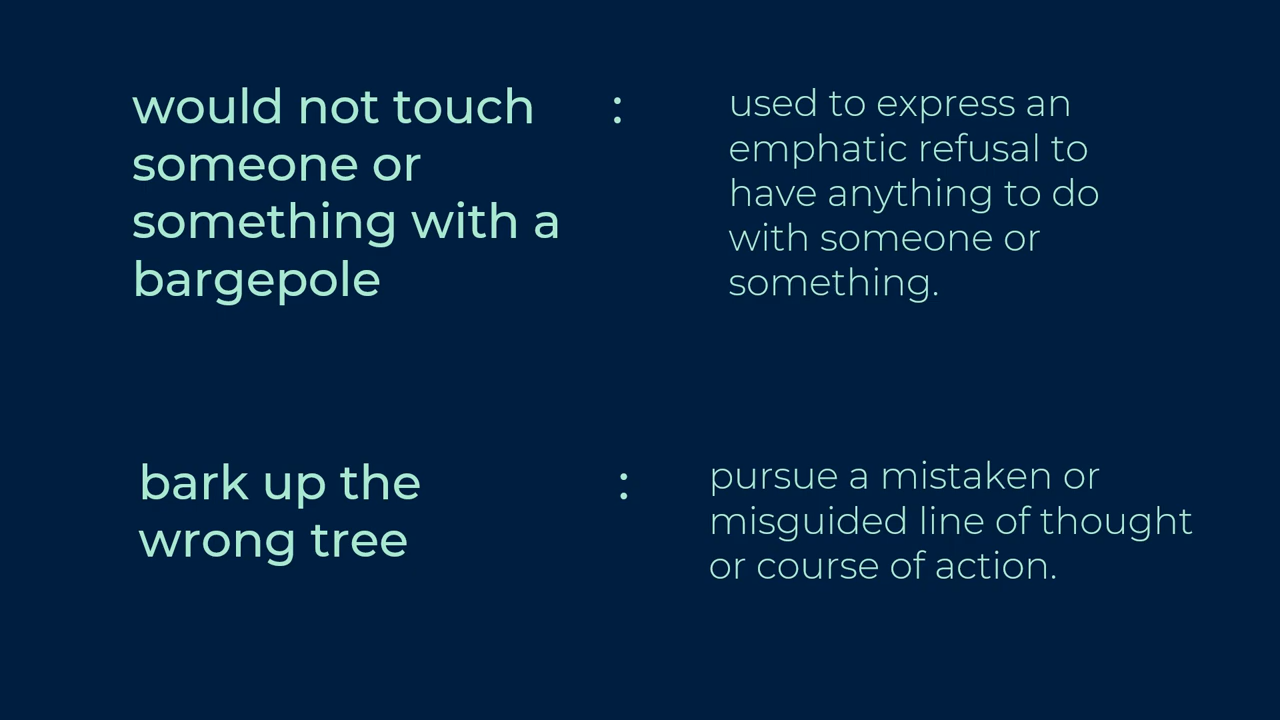 would not touch
someone or
something with a
bargepole
:
used to express an
emphatic refusal to
have anything to do
with someone or
something.
bark up the
wrong tree
:
pursue a mistaken or
misguided line of thought
or course of action.